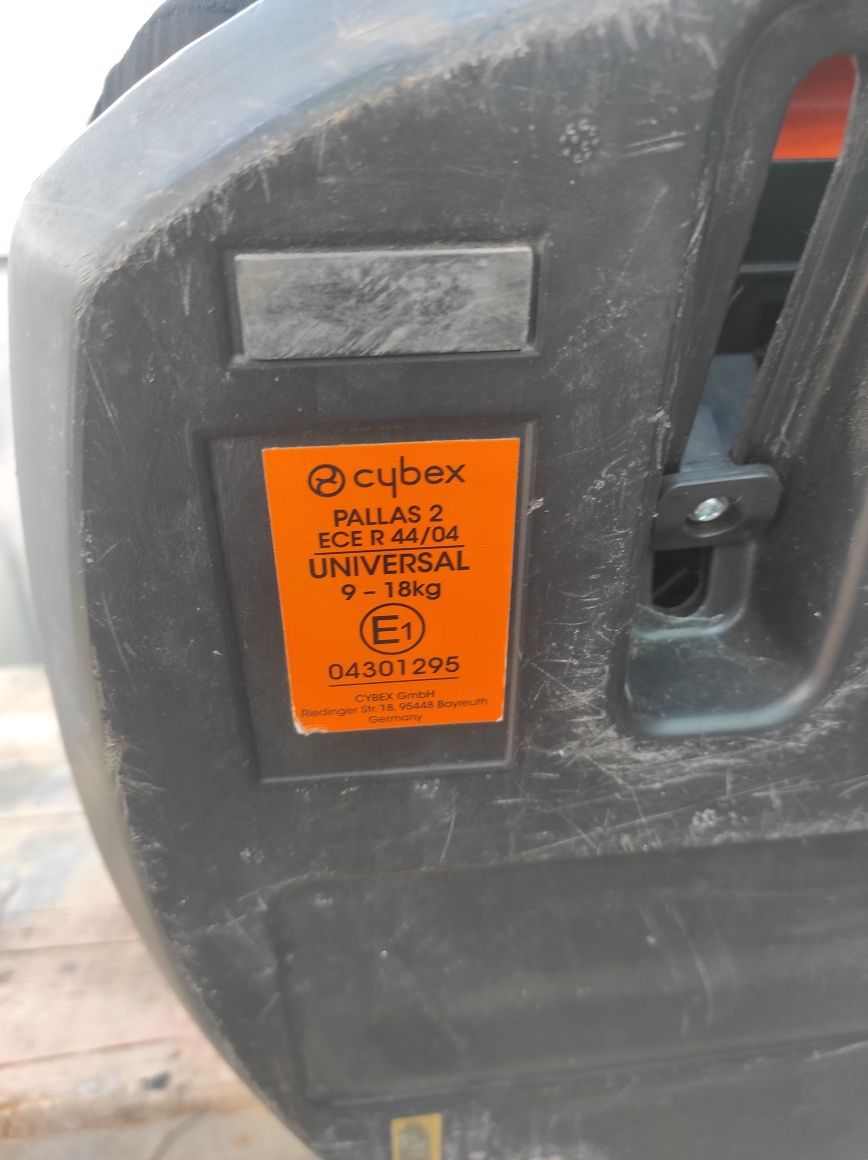 cybex
PALLAS 2
ECE R 44/04
UNIVERSAL
9 - 18kg
E1
04301295
CYBEX GmbH
Riedinger Str. 18, 95448 Bayreuth
Germany